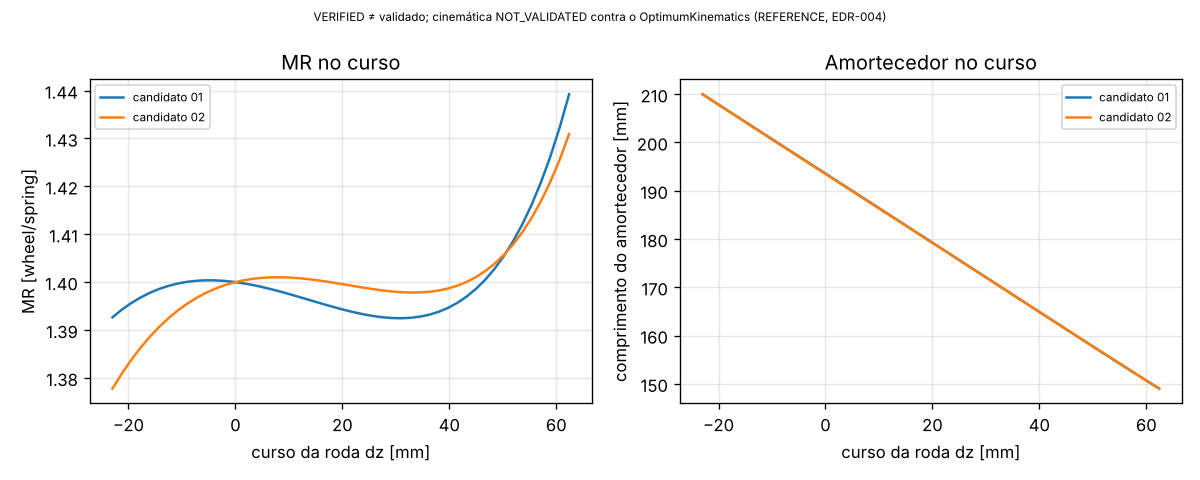 VERIFIED ≠ validado; cinemática NOT_VALIDATED contra o OptimumKinematics (REFERENCE, EDR-004)
MR no curso
candidato 01
candidato 02
MR [wheel/spring]
1.44
1.43
1.42
1.41
1.40
1.39
1.38
−20 0 20 40 60
curso da roda dz [mm]
Amortecedor no curso
candidato 01
candidato 02
comprimento do amortecedor [mm]
210
200
190
180
170
160
150
−20 0 20 40 60
curso da roda dz [mm]